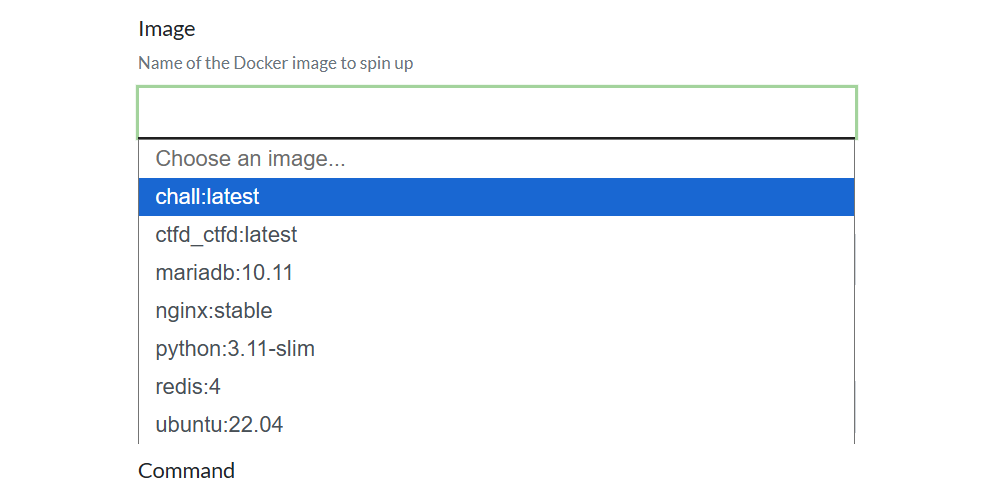 Image
Name of the Docker image to spin up
Choose an image...
chall:latest
ctfd_ctfd:latest
mariadb:10.11
nginx:stable
python:3.11-slim
redis:4
ubuntu:22.04
Command